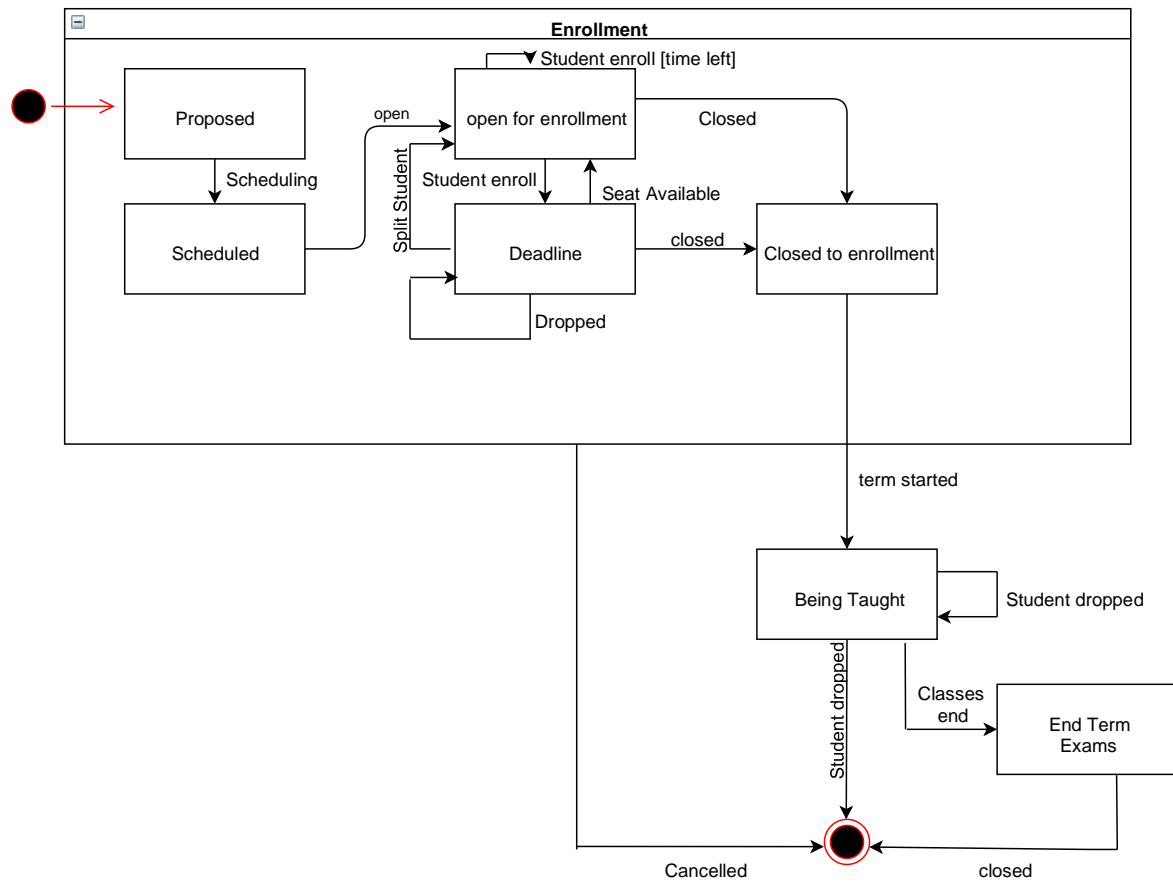 Enrollment
Student enroll [time left]
Proposed
open
open for enrollment
Closed
Scheduling
Split Student
Student enroll
Seat Available
Scheduled
Deadline
closed
Closed to enrollment
Dropped
term started
Being Taught
Student dropped
Student dropped
Classes
end
End Term
Exams
Cancelled
closed